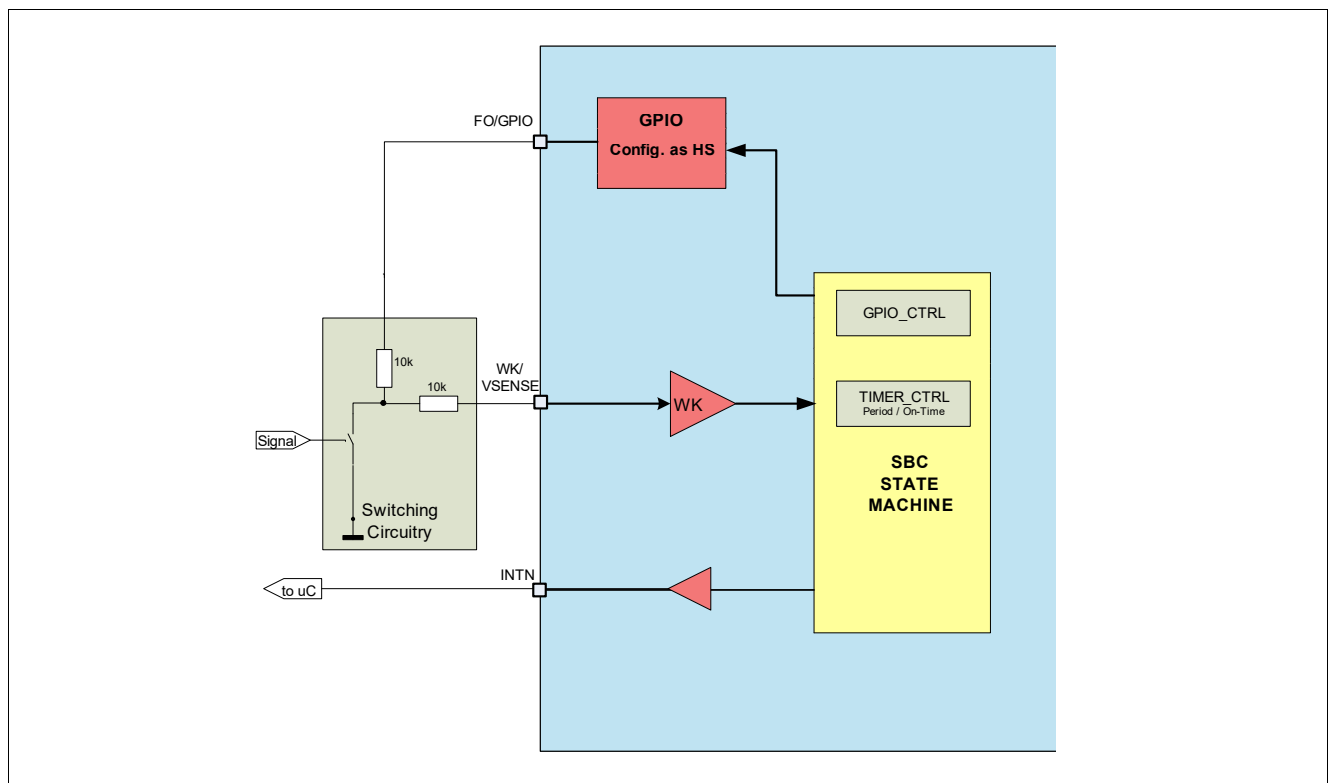 FO/GPIO
GPIO
Config. as HS
GPIO_CTRL
10k
10k
WK/
VSENSE
WK
TIMER_CTRL
Period / On-Time
Signal
SBC
STATE
MACHINE
Switching
Circuitry
INTN
to uC